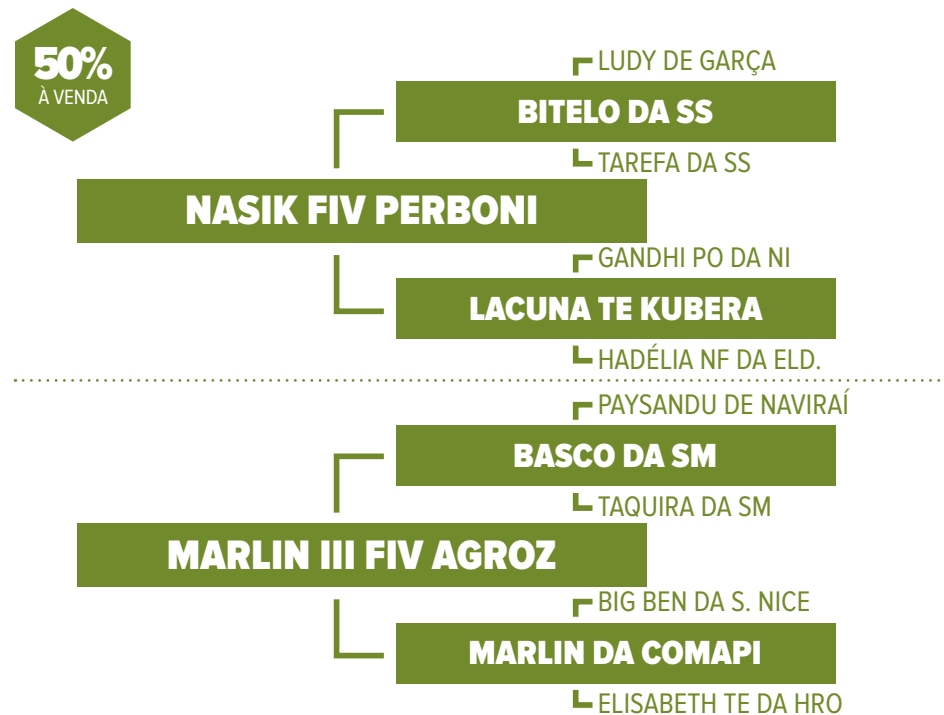 50%
À VENDA
LUDY DE GARÇA
BITELO DA SS
TAREFA DA SS
NASIK FIV PERBONI
GANDHI PO DA NI
LACUNA TE KUBERA
HADÉLIA NF DA ELD.
PAYSANDU DE NAVIRAÍ
BASCO DA SM
TAQUIRA DA SM
MARLIN III FIV AGROZ
BIG BEN DA S. NICE
MARLIN DA COMAPI
ELISABETH TE DA HRO